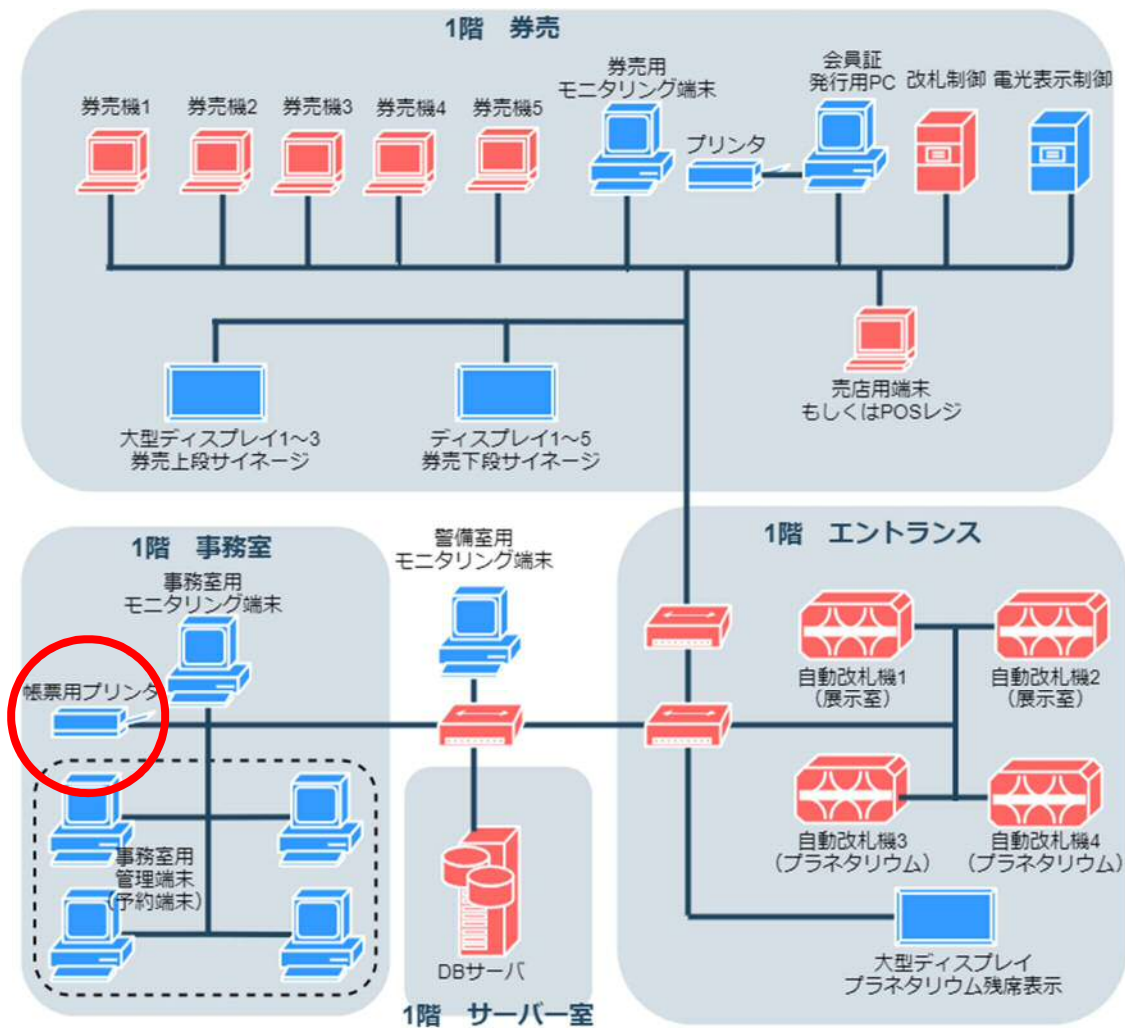 1階 券売
券売機1
券売機2
券売機3
券売機4
券売機5
券売用
モニタリング端末
プリンタ
会員証
発行用PC
改札制御
電光表示制御
大型ディスプレイ1～3
券売上段サイネージ
ディスプレイ1～5
券売下段サイネージ
売店用端末
もしくはPOSレジ
1階 事務室
事務室用
モニタリング端末
帳票用プリンタ
事務室用
管理端末
(予約端末)
警備室用
モニタリング端末
DBサーバ
1階 サーバー室
1階 エントランス
自動改札機1
(展示室)
自動改札機2
(展示室)
自動改札機3
(プラネタリウム)
自動改札機4
(プラネタリウム)
大型ディスプレイ
プラネタリウム残席表示